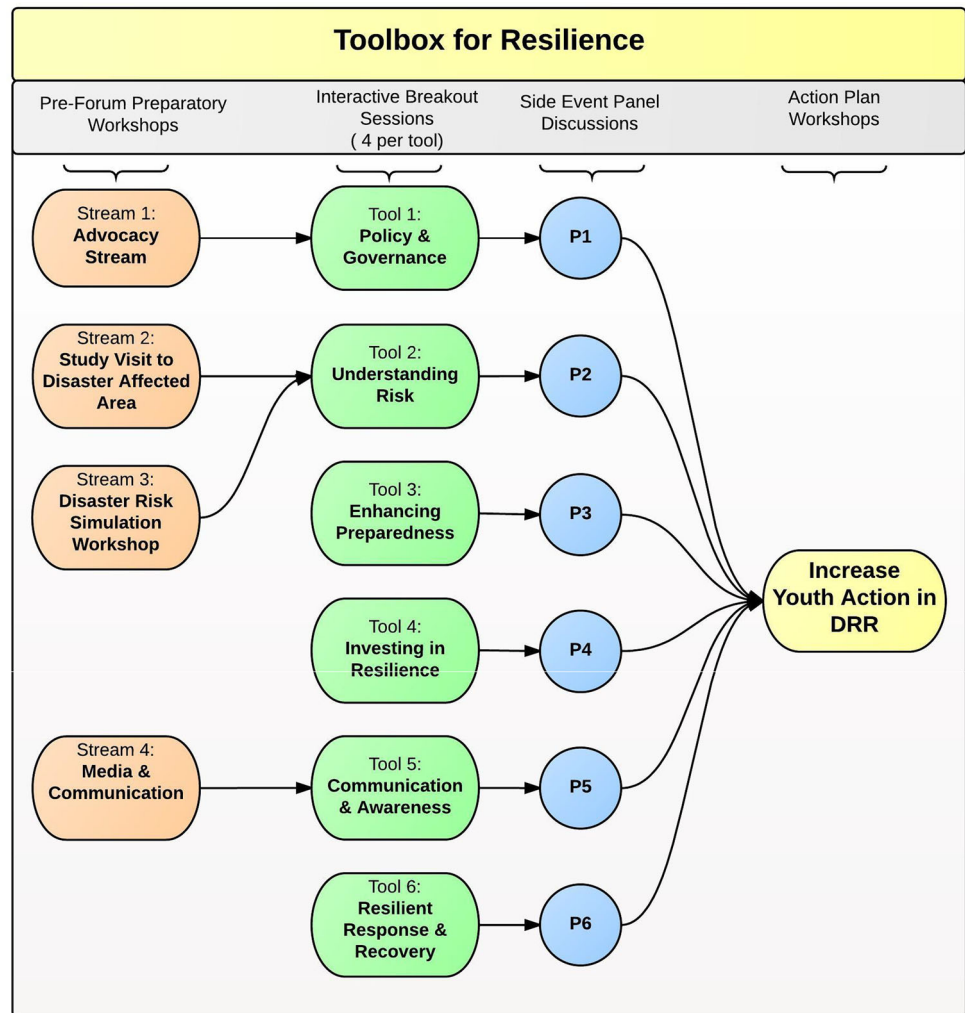 Toolbox for Resilience
Pre-Forum Preparatory
Workshops
Interactive Breakout
Sessions
( 4 per tool)
Side Event Panel
Discussions
Action Plan
Workshops
Stream 1:
Advocacy
Stream
Tool 1:
Policy &
Governance
P1
Stream 2:
Study Visit to
Disaster Affected
Area
Tool 2:
Understanding
Risk
P2
Stream 3:
Disaster Risk
Simulation
Workshop
Tool 3:
Enhancing
Preparedness
P3
Increase
Youth Action in
DRR
Tool 4:
Investing in
Resilience
P4
Stream 4:
Media &
Communication
Tool 5:
Communication
& Awareness
P5
Tool 6:
Resilient
Response &
Recovery
P6